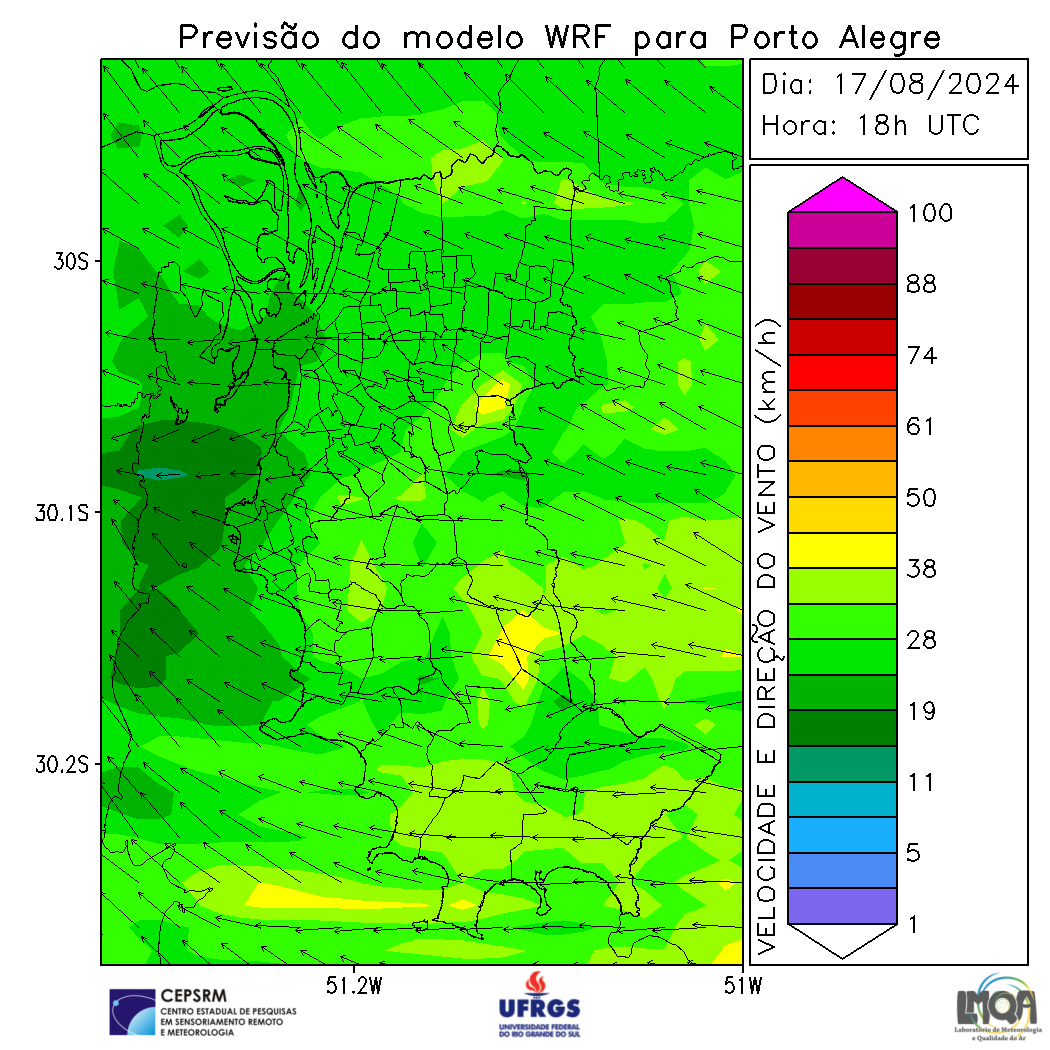 Previsão do modelo WRF para Porto Alegre
Dia: 17/08/2024
Hora: 18h UTC
VELOCIDADE E DIREÇÃO DO VENTO (km/h)
100
88
74
61
50
38
28
19
11
5
1
30S
30.1S
30.2S
51.2W
51W
CEPSRM
CENTRO ESTADUAL DE PESQUISAS
EM SENSORIAMENTO REMOTO
E METEOROLOGIA
UFRGS
UNIVERSIDADE FEDERAL
DO RIO GRANDE DO SUL
LMQA
Laboratório de Meteorologia
e Qualidade do Ar